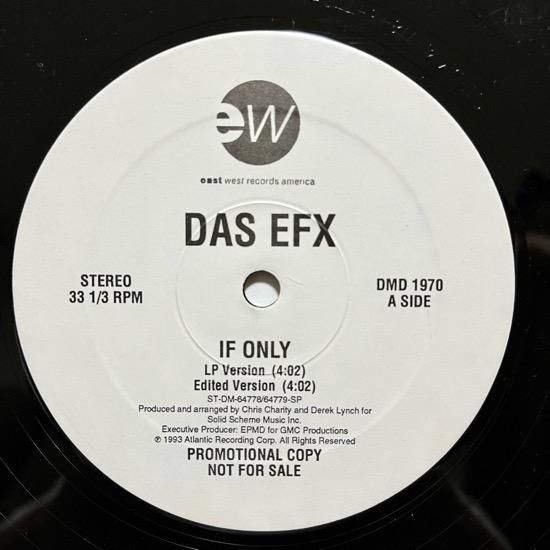 ew
east west records america
DAS EFX
STEREO
33 1/3 RPM
DMD 1970
A SIDE
IF ONLY
LP Version (4:02)
Edited Version (4:02)
ST-DM-64778/64779-SP
Produced and arranged by Chris Charity and Derek Lynch for
Solid Scheme Music Inc.
Executive Producer: EPMD for GMC Productions
℗ 1993 Atlantic Recording Corp. All Rights Reserved
PROMOTIONAL COPY
NOT FOR SALE